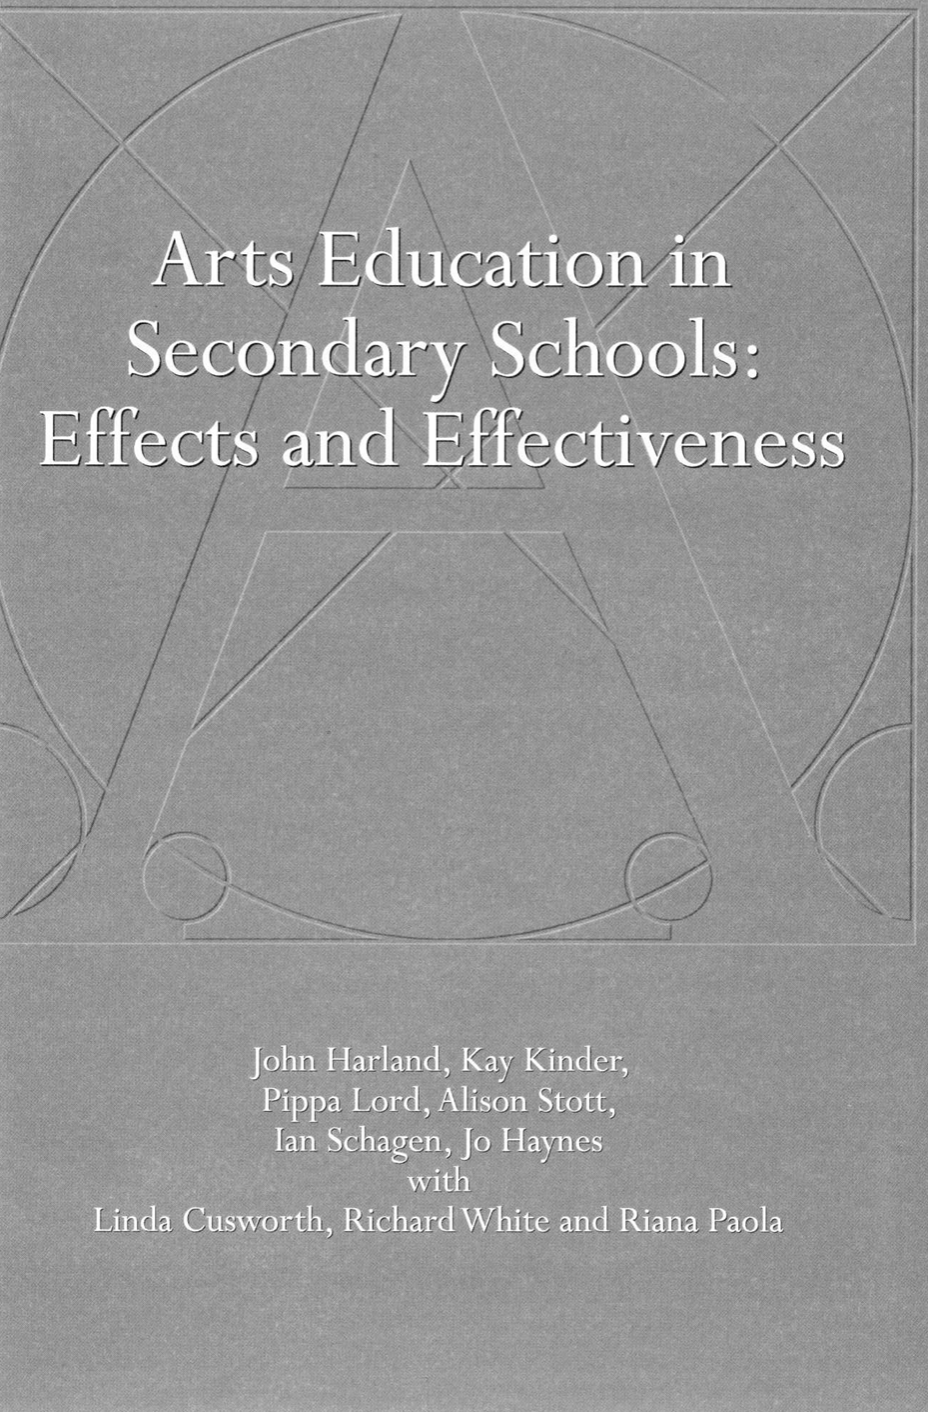 Arts Education in
Secondary Schools:
Effects and Effectiveness
John Harland, Kay Kinder,
Pippa Lord, Alison Stott,
Ian Schagen, Jo Haynes
with
Linda Cusworth, Richard White and Riana Paola